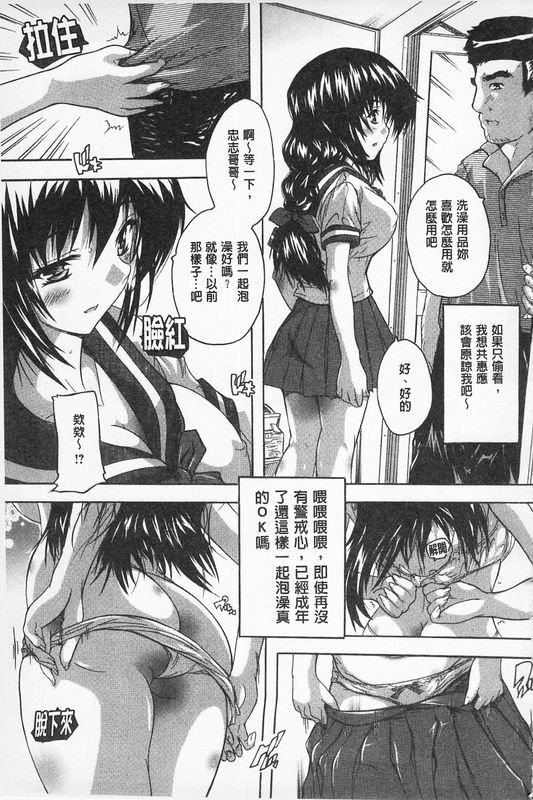 拉住
洗澡用品妳
喜歡怎麼用就
怎麼用吧
如果只偷看，
我想共惠應
該會原諒我吧～
好、好的
啊～等一下，
忠志哥哥～
我們一起泡
澡好嗎？
就像…以前
那樣子…吧
臉紅
欸欸～!?
喂喂喂喂，即使再沒
有警戒心，已經成年
了還這樣一起泡澡真
的OK嗎
解開
脫下來